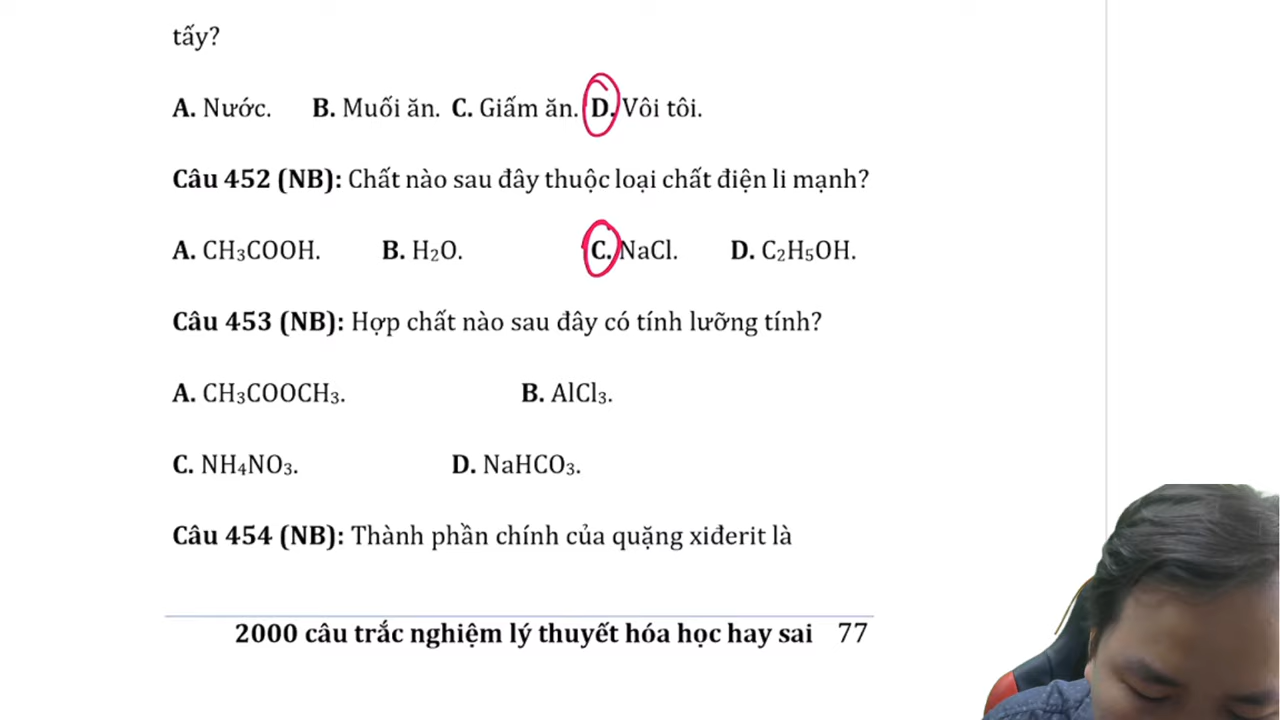 tấy?
A. Nước. B. Muối ăn. C. Giấm ăn. D. Vôi tôi.
Câu 452 (NB): Chất nào sau đây thuộc loại chất điện li mạnh?
A. CH₃COOH. B. H₂O. C. NaCl. D. C₂H₅OH.
Câu 453 (NB): Hợp chất nào sau đây có tính lưỡng tính?
A. CH₃COOCH₃. B. AlCl₃.
C. NH₄NO₃. D. NaHCO₃.
Câu 454 (NB): Thành phần chính của quặng xiđerit là
2000 câu trắc nghiệm lý thuyết hóa học hay sai 77